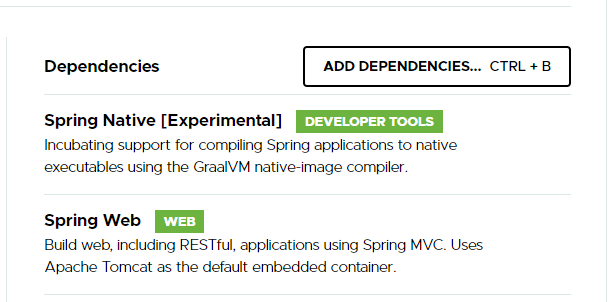 Dependencies
ADD DEPENDENCIES... CTRL + B
Spring Native [Experimental] DEVELOPER TOOLS
Incubating support for compiling Spring applications to native
executables using the GraalVM native-image compiler.
Spring Web WEB
Build web, including RESTful, applications using Spring MVC. Uses
Apache Tomcat as the default embedded container.